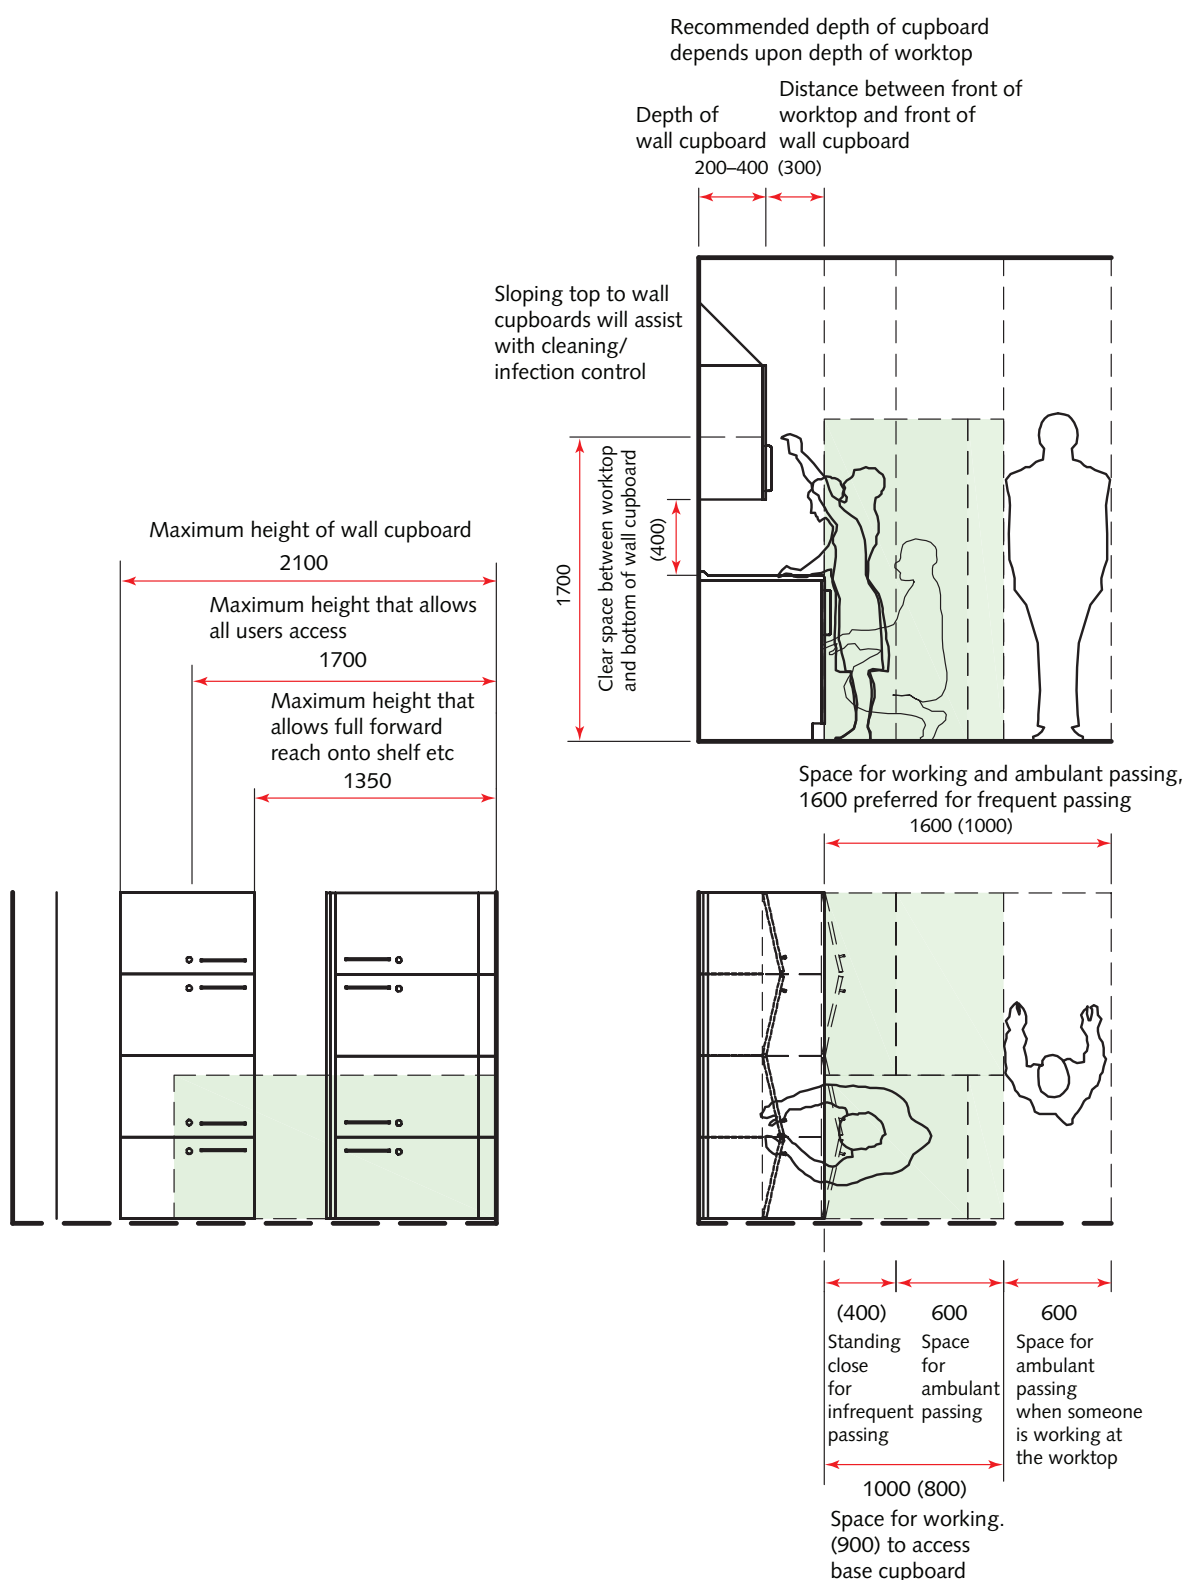 Recommended depth of cupboard
depends upon depth of worktop
Distance between front of
worktop and front of
wall cupboard
(300)
Depth of
wall cupboard
200–400
Sloping top to wall
cupboards will assist
with cleaning/
infection control
1700
Clear space between worktop
and bottom of wall cupboard
(400)
Maximum height of wall cupboard
2100
Maximum height that allows
all users access
1700
Maximum height that
allows full forward
reach onto shelf etc
1350
Space for working and ambulant passing,
1600 preferred for frequent passing
1600 (1000)
(400)
Standing
close
for
infrequent
passing
600
Space
for
ambulant
passing
600
Space for
ambulant
passing
when someone
is working at
the worktop
1000 (800)
Space for working.
(900) to access
base cupboard